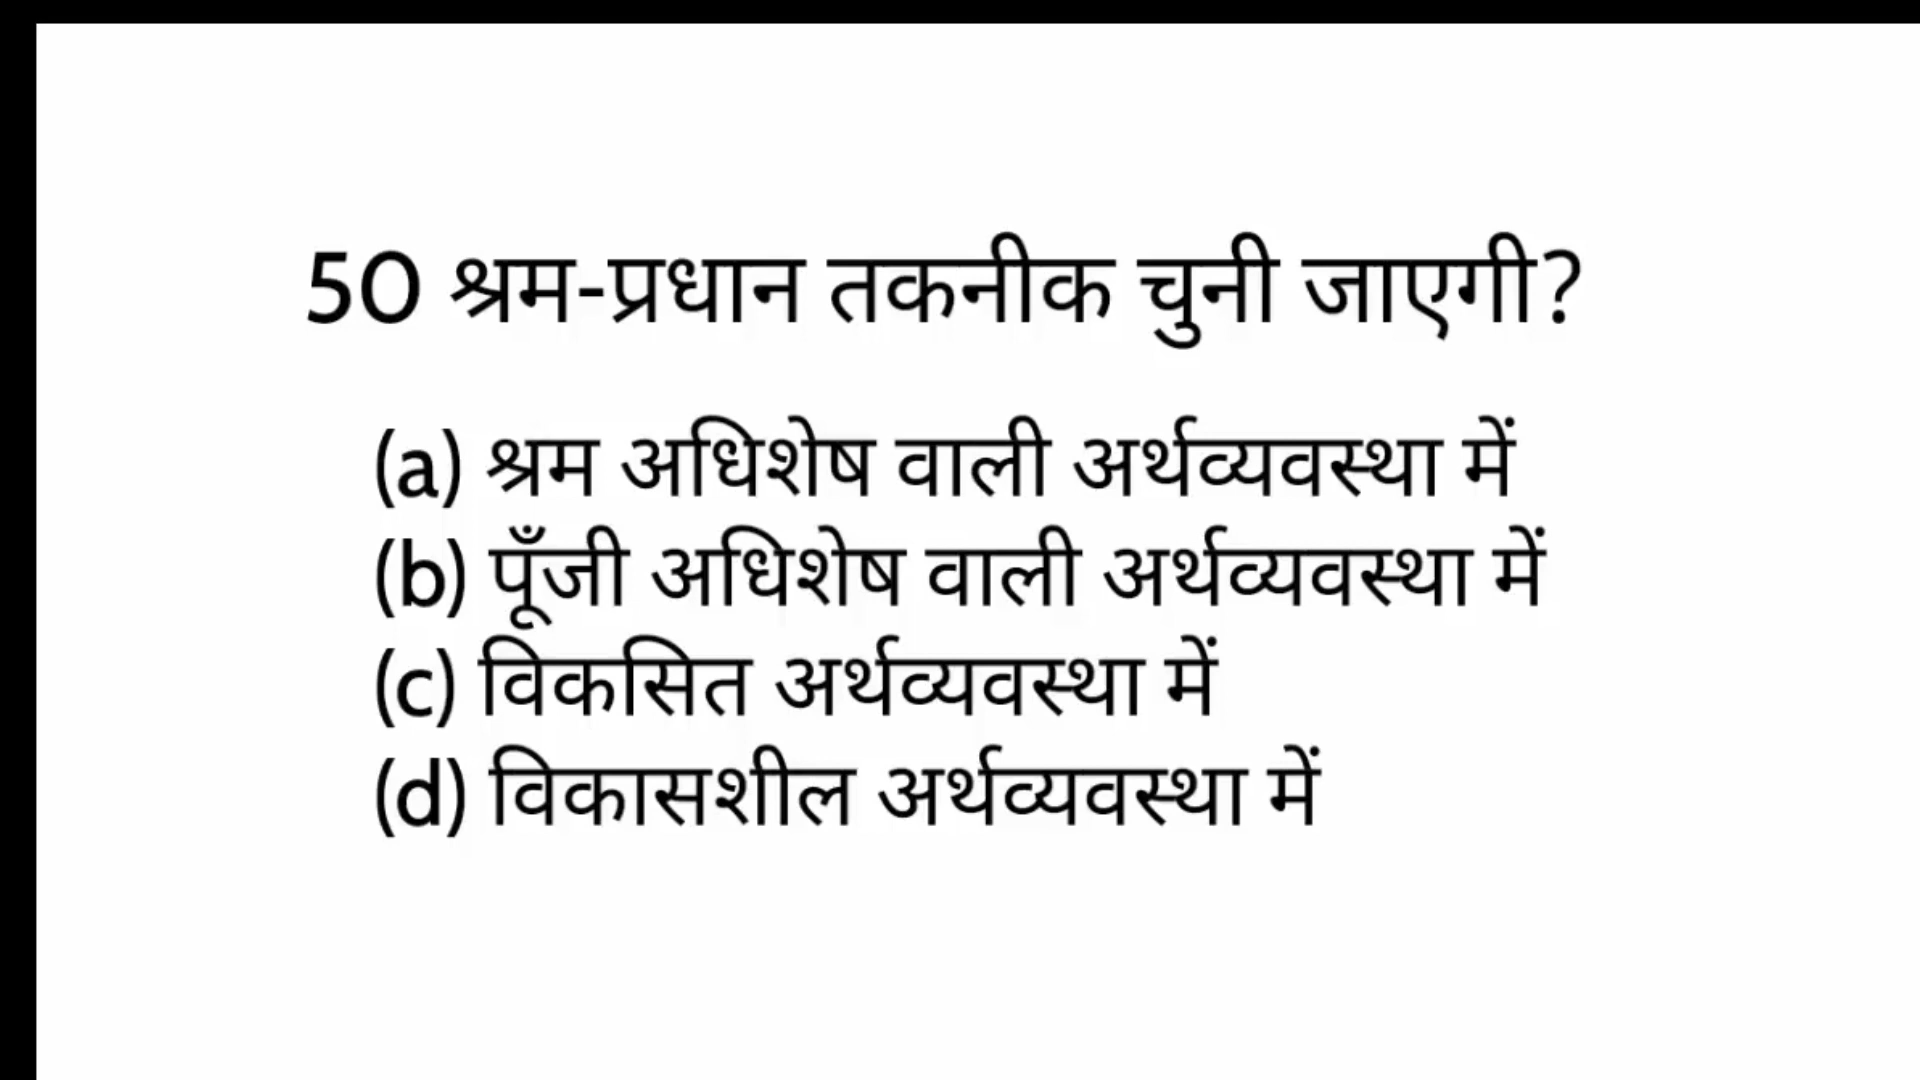 50 श्रम-प्रधान तकनीक चुनी जाएगी?
(a) श्रम अधिशेष वाली अर्थव्यवस्था में
(b) पूँजी अधिशेष वाली अर्थव्यवस्था में
(c) विकसित अर्थव्यवस्था में
(d) विकासशील अर्थव्यवस्था में